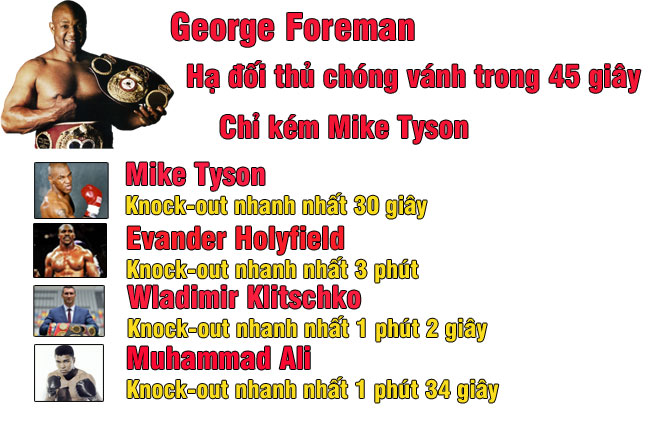 George Foreman
Hạ đối thủ chóng vánh trong 45 giây
Chỉ kém Mike Tyson
Mike Tyson
Knock-out nhanh nhất 30 giây
Evander Holyfield
Knock-out nhanh nhất 3 phút
Wladimir Klitschko
Knock-out nhanh nhất 1 phút 2 giây
Muhammad Ali
Knock-out nhanh nhất 1 phút 34 giây